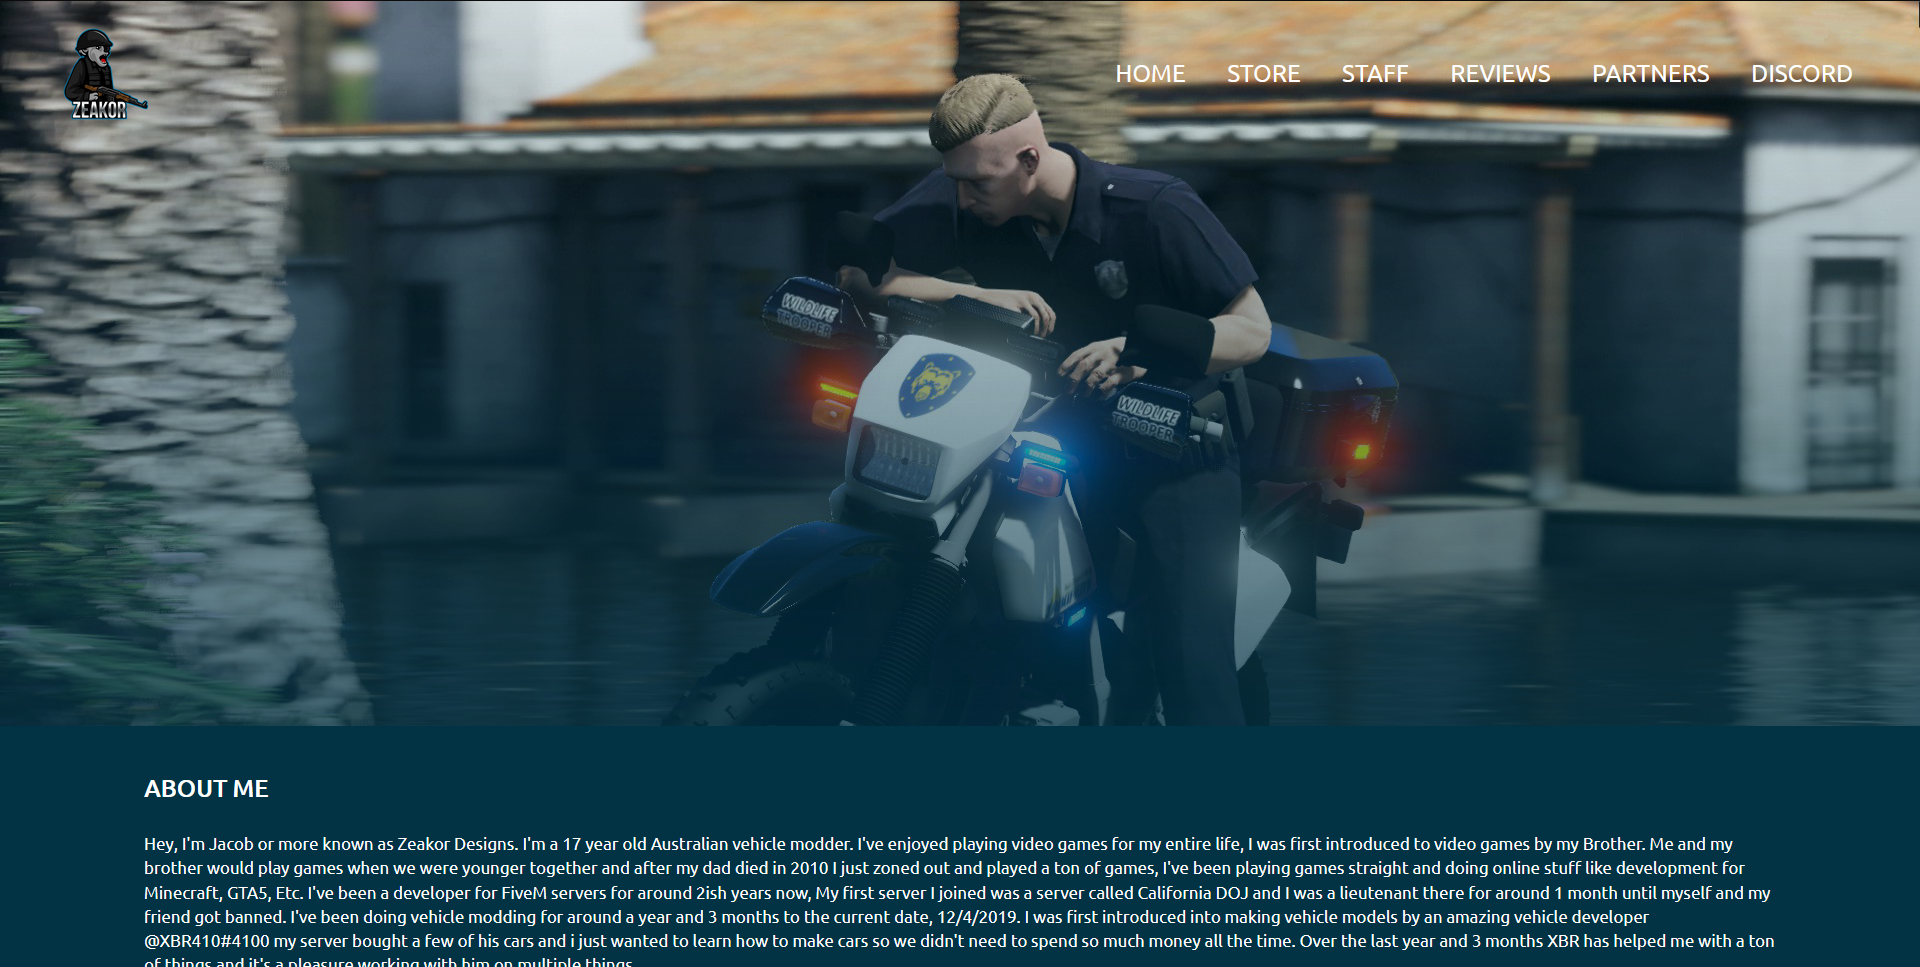 ZEAKOR
HOME STORE STAFF REVIEWS PARTNERS DISCORD
WILDLIFE
TROOPER
WILDLIFE
TROOPER
ABOUT ME
Hey, I'm Jacob or more known as Zeakor Designs. I'm a 17 year old Australian vehicle modder. I've enjoyed playing video games for my entire life, I was first introduced to video games by my Brother. Me and my
brother would play games when we were younger together and after my dad died in 2010 I just zoned out and played a ton of games, I've been playing games straight and doing online stuff like development for
Minecraft, GTA5, Etc. I've been a developer for FiveM servers for around 2ish years now, My first server I joined was a server called California DOJ and I was a lieutenant there for around 1 month until myself and my
friend got banned. I've been doing vehicle modding for around a year and 3 months to the current date, 12/4/2019. I was first introduced into making vehicle models by an amazing vehicle developer
@XBR410#4100 my server bought a few of his cars and i just wanted to learn how to make cars so we didn't need to spend so much money all the time. Over the last year and 3 months XBR has helped me with a ton
of things and it's a pleasure working with him on multiple things.